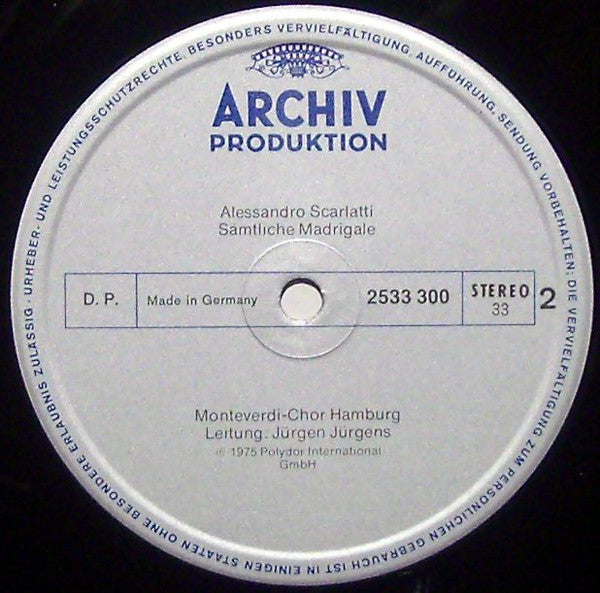 URHEBER- UND LEISTUNGSSCHUTZRECHTE, BESONDERS VERVIELFÄLTIGUNG, AUFFÜHRUNG, SENDUNG VORBEHALTEN; DIE VERVIELFÄLTIGUNG ZUM PERSÖNLICHEN GEBRAUCH IST IN EINIGEN STAATEN OHNE BESONDERE ERLAUBNIS ZULÄSSIG ·
ARCHIV
PRODUKTION
Alessandro Scarlatti
Sämtliche Madrigale
D. P. Made in Germany 2533 300 STEREO 2
33
Monteverdi-Chor Hamburg
Leitung: Jürgen Jürgens
℗ 1975 Polydor International
GmbH